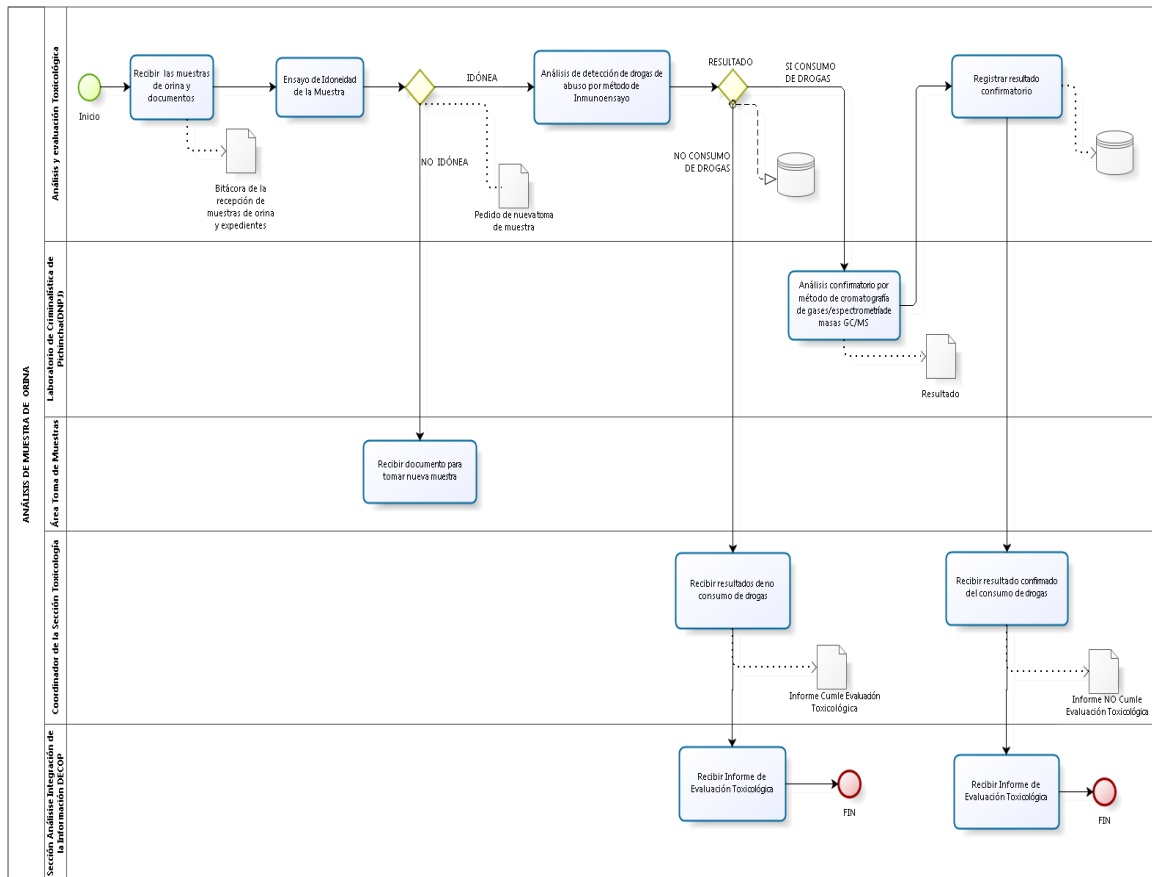 ANÁLISIS DE MUESTRA DE ORINA
Análisis y evaluación Toxicológica
Inicio
Recibir las muestras
de orina y
documentos
Bitácora de la
recepción de
muestras de orina
y expedientes
Ensayo de Idoneidad
de la Muestra
IDÓNEA
NO IDÓNEA
Pedido de nueva toma
de muestra
Análisis de detección de drogas de
abuso por método de
Inmunoensayo
RESULTADO
SI CONSUMO
DE DROGAS
NO CONSUMO
DE DROGAS
Registrar resultado
confirmatorio
Laboratorio de Criminalística de
Pichincha(DNPJ)
Análisis confirmatorio por
método de cromatografía
de gases/espectrometría de
masas GC/MS
Resultado
Área Toma de Muestras
Recibir documento para
tomar nueva muestra
Coordinador de la Sección Toxicología
Recibir resultados de no
consumo de drogas
Informe Cumle Evaluación
Toxicológica
Recibir resultado confirmado
del consumo de drogas
Informe NO Cumle
Evaluación Toxicológica
Sección Análisise Integración de
la Información DECOP
Recibir Informe de
Evaluación Toxicológica
FIN
Recibir Informe de
Evaluación Toxicológica
FIN